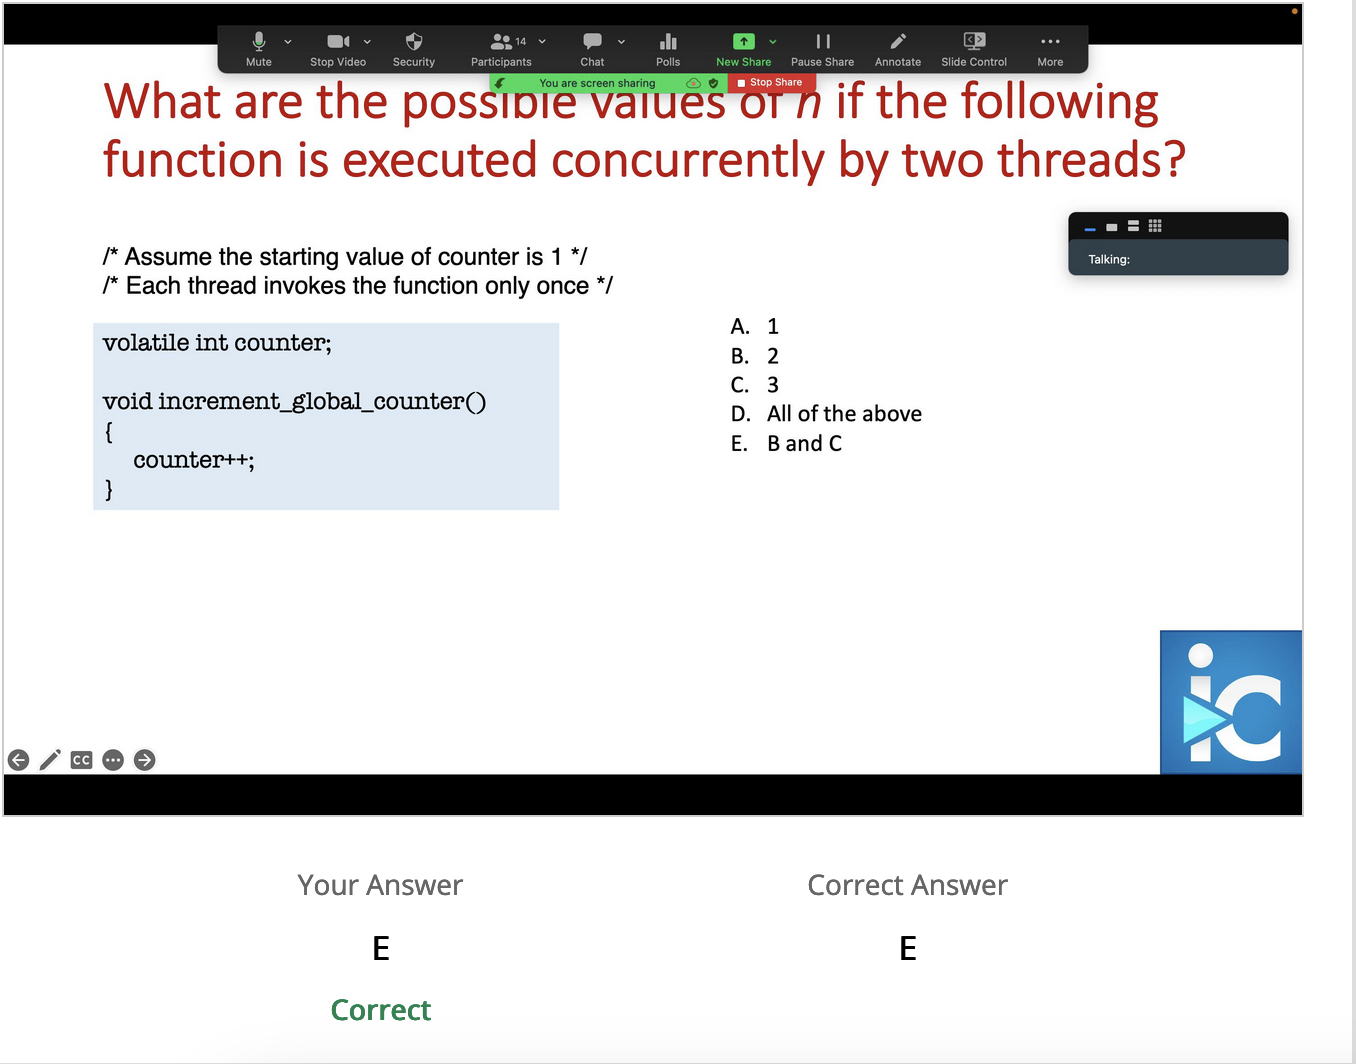 Mute
Stop Video
Security
14
Participants
Chat
Polls
New Share
Pause Share
Annotate
Slide Control
More
You are screen sharing
Stop Share
What are the possible values of n if the following
function is executed concurrently by two threads?
Talking:
/* Assume the starting value of counter is 1 */
/* Each thread invokes the function only once */
volatile int counter;
void increment_global_counter()
{
counter++;
}
A. 1
B. 2
C. 3
D. All of the above
E. B and C
CC
ic
Your Answer
Correct Answer
E
E
Correct